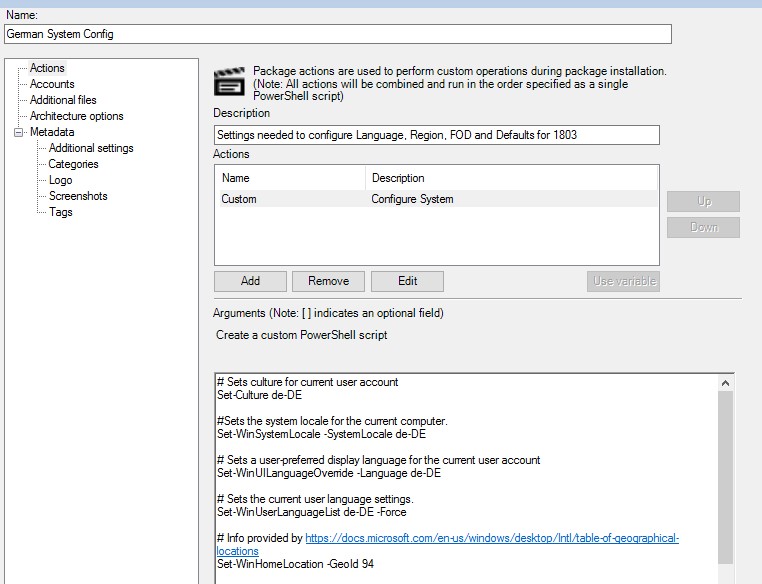 Name:
German System Config
Actions
Accounts
Additional files
Architecture options
Metadata
Additional settings
Categories
Logo
Screenshots
Tags
Package actions are used to perform custom operations during package installation.
(Note: All actions will be combined and run in the order specified as a single
PowerShell script)
Description
Settings needed to configure Language, Region, FOD and Defaults for 1803
Actions
Name Description
Custom Configure System
Up
Down
Add Remove Edit Use variable
Arguments (Note: [ ] indicates an optional field)
Create a custom PowerShell script
# Sets culture for current user account
Set-Culture de-DE
#Sets the system locale for the current computer.
Set-WinSystemLocale -SystemLocale de-DE
# Sets a user-preferred display language for the current user account
Set-WinUILanguageOverride -Language de-DE
# Sets the current user language settings.
Set-WinUserLanguageList de-DE -Force
# Info provided by https://docs.microsoft.com/en-us/windows/desktop/Intl/table-of-geographical-
locations
Set-WinHomeLocation -GeoId 94